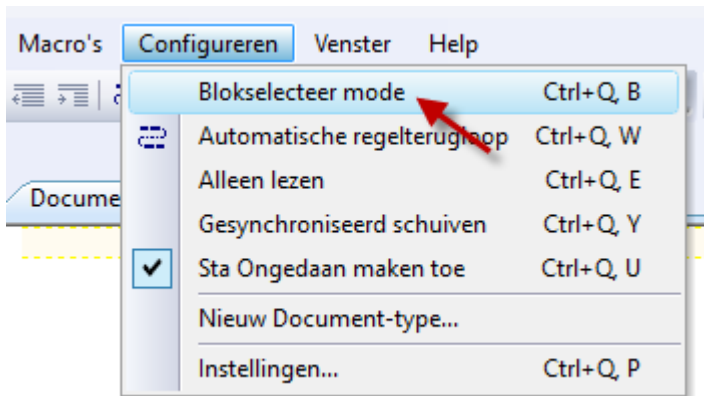 Macro's Configureren Venster Help
Blokselecteer mode Ctrl+Q, B
Automatische regelterugloop Ctrl+Q, W
Alleen lezen Ctrl+Q, E
Docume
Gesynchroniseerd schuiven Ctrl+Q, Y
Sta Ongedaan maken toe Ctrl+Q, U
Nieuw Document-type...
Instellingen... Ctrl+Q, P